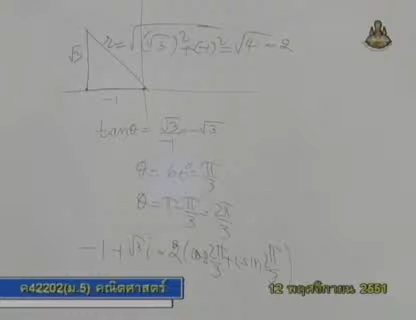 r = √(√3)² + (-1)² = √4 = 2
√3
-1
tanθ = √3/-1 = -√3
θ = 60° = π/3
θ = π - π/3 = 2π/3
-1 + √3i = 2(cos 2π/3 + i sin 2π/3)
ค42202(ม.5) คณิตศาสตร์
12 พฤศจิกายน 2551